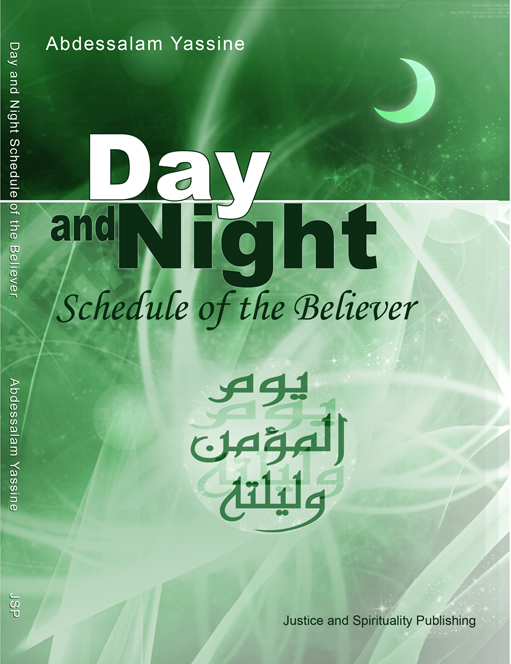 Abdessalam Yassine
Day
and Night
Schedule of the Believer
يوم
المؤمن
وليلته
Justice and Spirituality Publishing
Day and Night Schedule of the Believer
Abdessalam Yassine
JSP